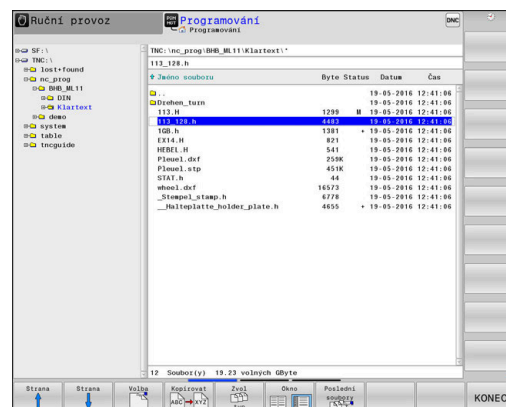 Ruční provoz
PGM
MGT
Programování
Programování
DNC
SF:\
TNC:\
lost+found
nc_prog
BHB_ML11
DIN
Klartext
demo
system
table
tncguide
TNC:\nc_prog\BHB_ML11\Klartext\*
113_128.h
Jméno souboru Byte Status Datum Čas
.. 19-05-2016 12:41:06
Drehen_turn 19-05-2016 12:41:06
113.H 1299 M 19-05-2016 12:41:06
113_128.h 4483 19-05-2016 12:41:06
1GB.h 1381 + 19-05-2016 12:41:06
EX14.H 821 19-05-2016 12:41:06
HEBEL.H 541 19-05-2016 12:41:06
Pleuel.dxf 259K 19-05-2016 12:41:06
Pleuel.stp 451K 19-05-2016 12:41:06
STAT.h 44 19-05-2016 12:41:06
wheel.dxf 16573 19-05-2016 12:41:06
_Stempel_stamp.h 6778 19-05-2016 12:41:06
__Halteplatte_holder_plate.h 4655 + 19-05-2016 12:41:06
12 Soubor(y) 19.23 volných GByte
Strana
Strana
Volba
Kopírovat
ABC
XYZ
Zvol
Okno
Poslední
soubory
KONEC